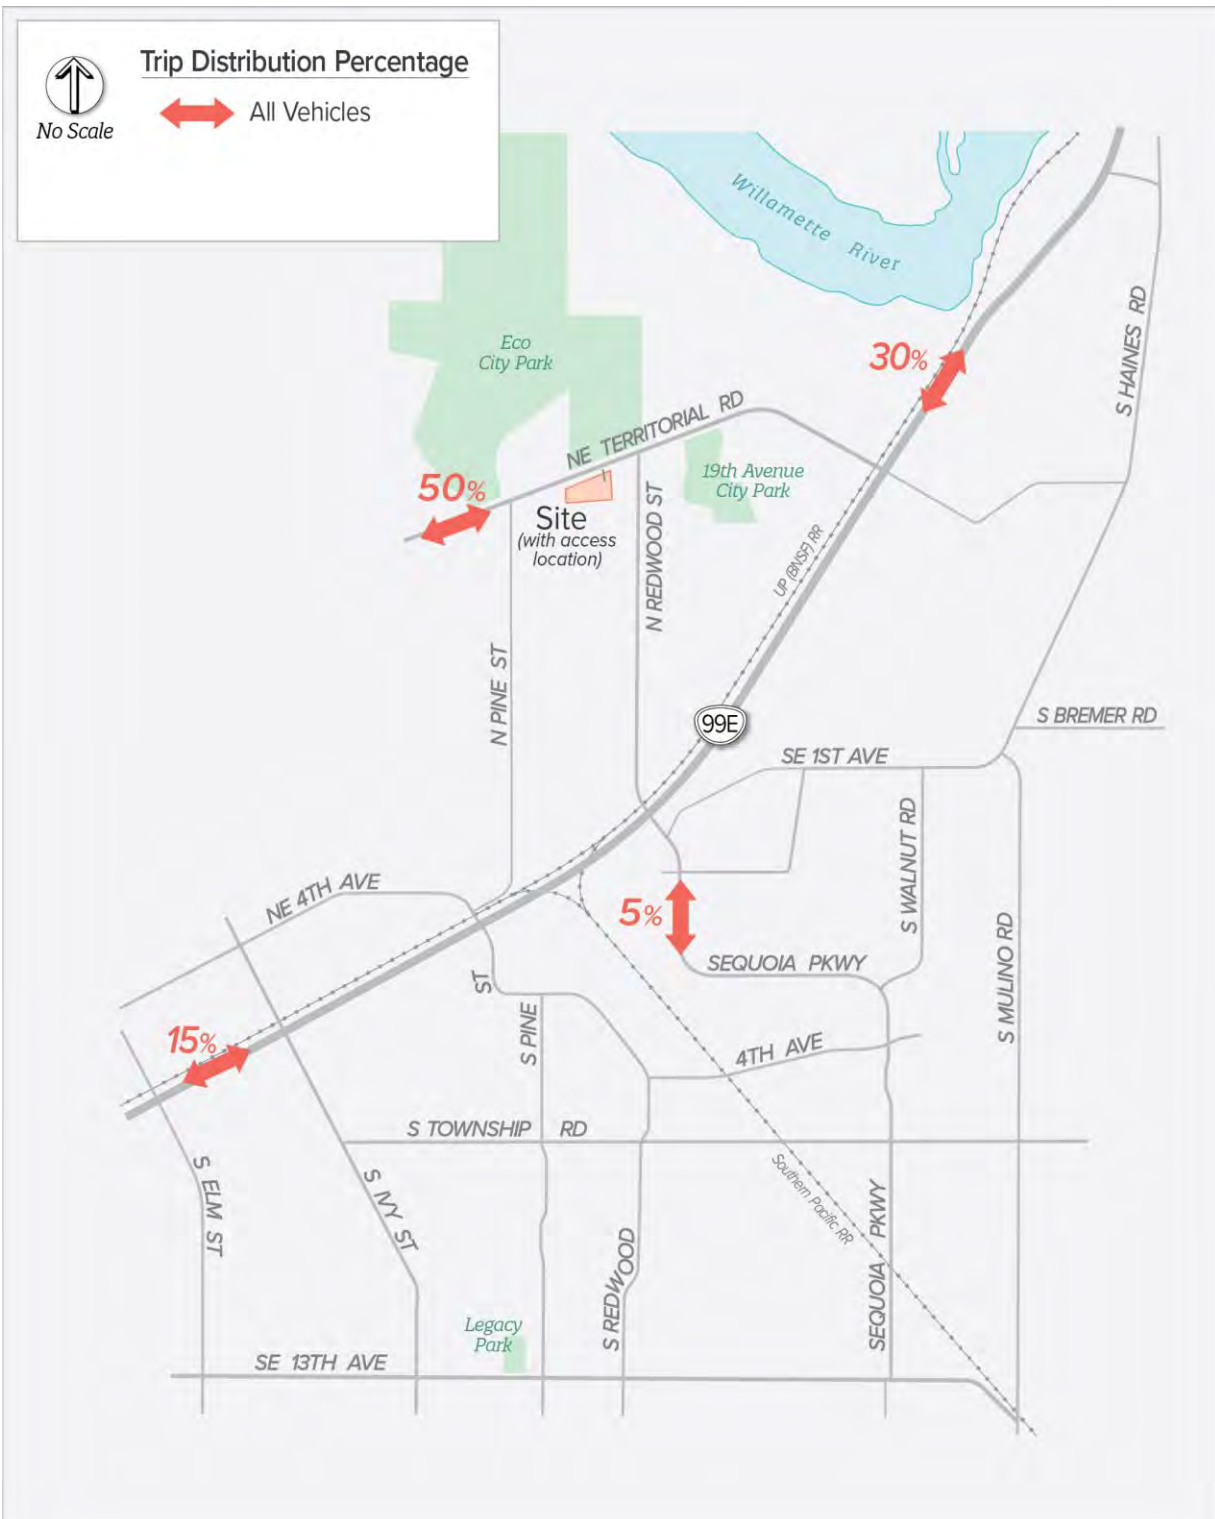 Trip Distribution Percentage
All Vehicles
No Scale
Willamette River
Eco
City Park
30%
S HAINES RD
NE TERRITORIAL RD
19th Avenue
City Park
50%
Site
(with access
location)
N REDWOOD ST
UP (BNSF) RR
N PINE ST
99E
S BREMER RD
SE 1ST AVE
S WALNUT RD
NE 4TH AVE
5%
SEQUOIA PKWY
S MULINO RD
ST
S PINE
15%
4TH AVE
S TOWNSHIP RD
S ELM ST
S IVY ST
Southern Pacific RR
SEQUOIA PKWY
S REDWOOD
Legacy
Park
SE 13TH AVE